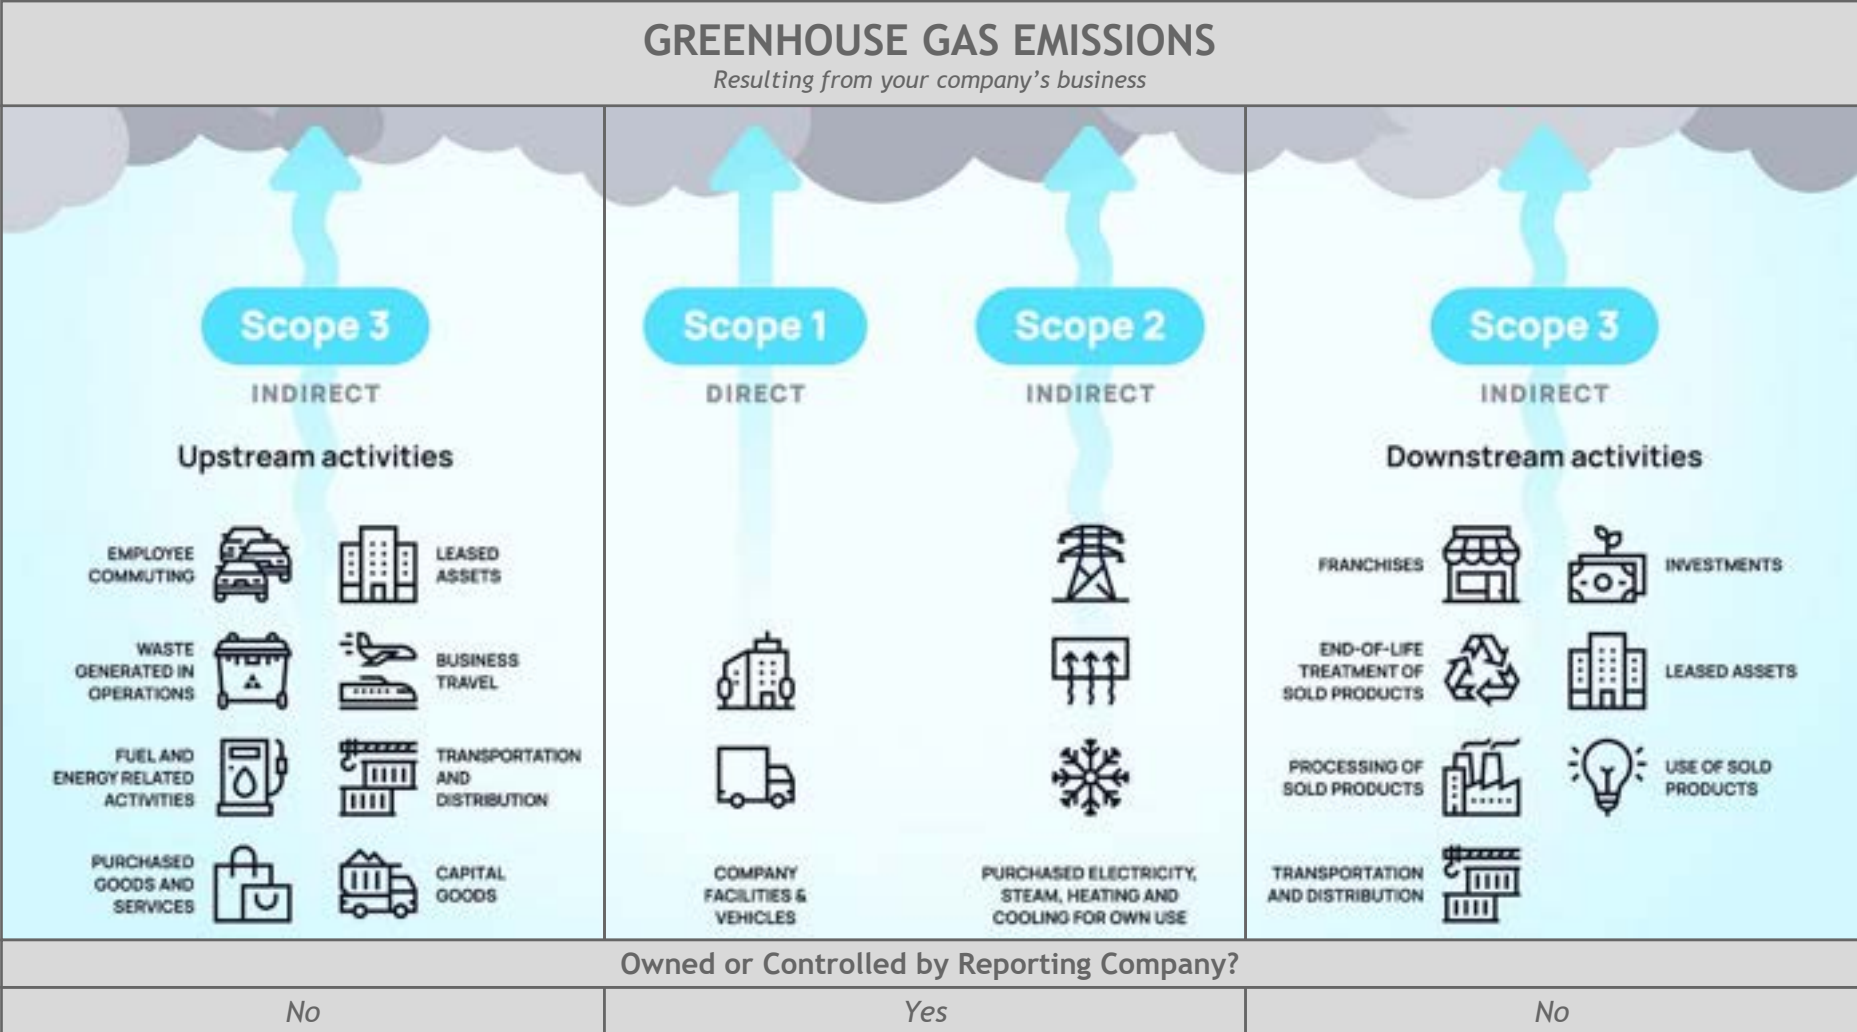 GREENHOUSE GAS EMISSIONS
Resulting from your company's business
Scope 3
INDIRECT
Upstream activities
EMPLOYEE
COMMUTING
LEASED
ASSETS
WASTE
GENERATED IN
OPERATIONS
BUSINESS
TRAVEL
FUEL AND
ENERGY RELATED
ACTIVITIES
TRANSPORTATION
AND
DISTRIBUTION
PURCHASED
GOODS AND
SERVICES
CAPITAL
GOODS
Scope 1
DIRECT
COMPANY
FACILITIES &
VEHICLES
Scope 2
INDIRECT
PURCHASED ELECTRICITY,
STEAM, HEATING AND
COOLING FOR OWN USE
Scope 3
INDIRECT
Downstream activities
FRANCHISES
INVESTMENTS
END-OF-LIFE
TREATMENT OF
SOLD PRODUCTS
LEASED ASSETS
PROCESSING OF
SOLD PRODUCTS
USE OF SOLD
PRODUCTS
TRANSPORTATION
AND DISTRIBUTION
Owned or Controlled by Reporting Company?
No
Yes
No